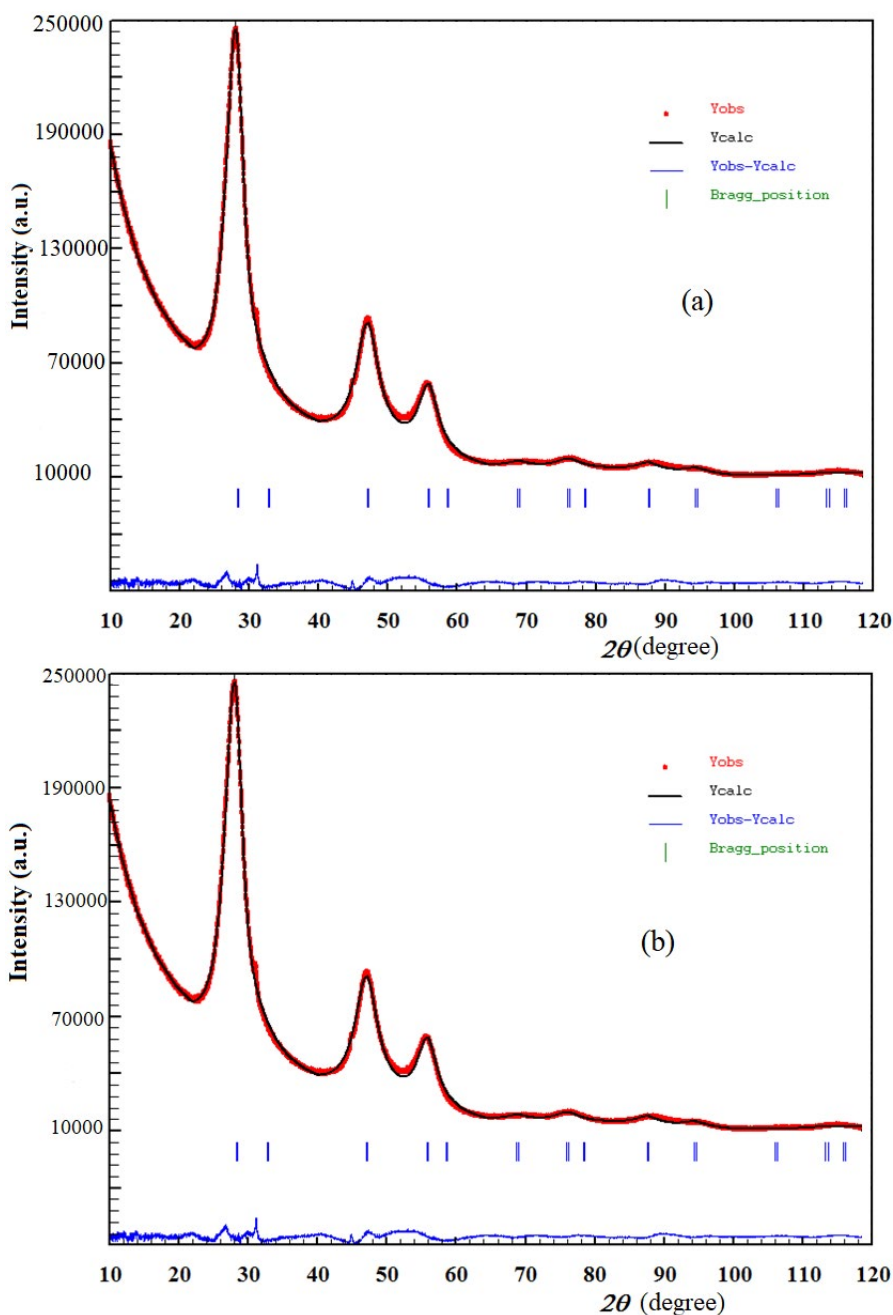 250000
190000
130000
70000
10000
Intensity (a.u.)
Yobs
Ycalc
Yobs-Ycalc
Bragg_position
(a)
10 20 30 40 50 60 70 80 90 100 110 120
2θ (degree)
250000
190000
130000
70000
10000
Intensity (a.u.)
Yobs
Ycalc
Yobs-Ycalc
Bragg_position
(b)
10 20 30 40 50 60 70 80 90 100 110 120
2θ (degree)